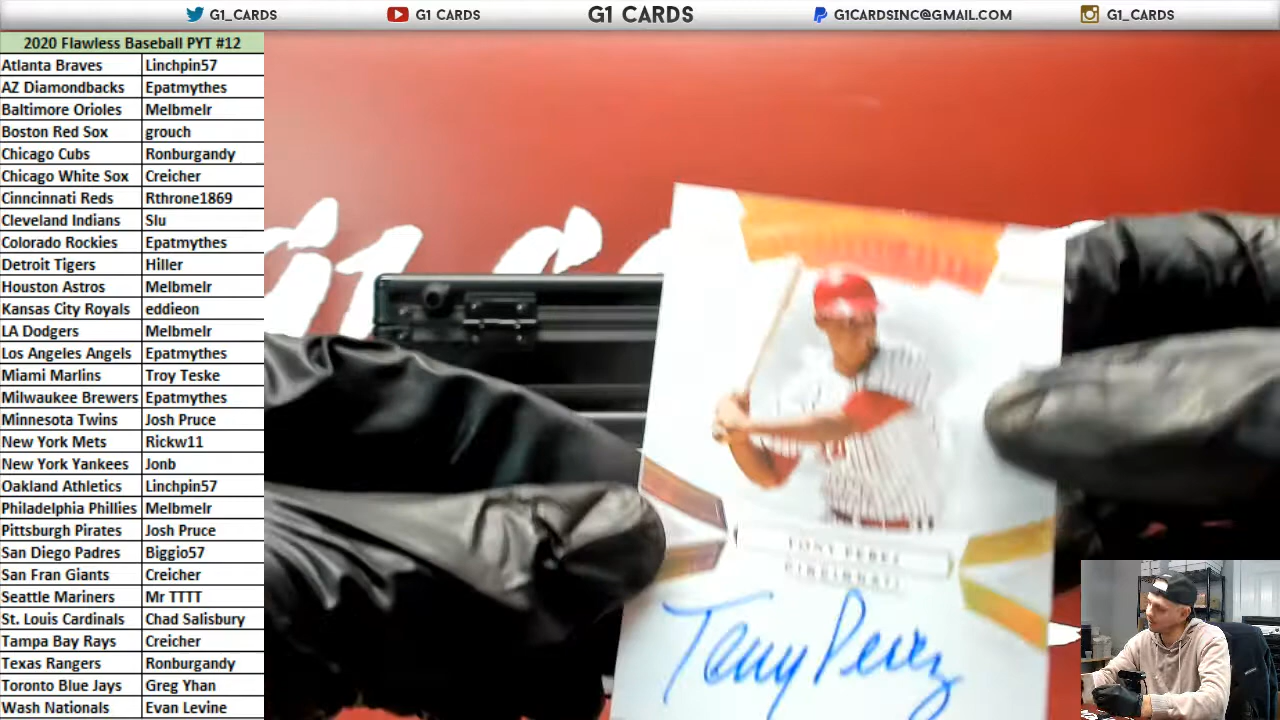 G1_CARDS
G1 CARDS
G1 CARDS
G1CARDSINC@GMAIL.COM
G1_CARDS
2020 Flawless Baseball PYT #12
Atlanta Braves Linchpin57
AZ Diamondbacks Epatmythes
Baltimore Orioles Melbmelr
Boston Red Sox grouch
Chicago Cubs Ronburgandy
Chicago White Sox Creicher
Cinncinnati Reds Rthrone1869
Cleveland Indians Slu
Colorado Rockies Epatmythes
Detroit Tigers Hiller
Houston Astros Melbmelr
Kansas City Royals eddieon
LA Dodgers Melbmelr
Los Angeles Angels Epatmythes
Miami Marlins Troy Teske
Milwaukee Brewers Epatmythes
Minnesota Twins Josh Pruce
New York Mets Rickw11
New York Yankees Jonb
Oakland Athletics Linchpin57
Philadelphia Phillies Melbmelr
Pittsburgh Pirates Josh Pruce
San Diego Padres Biggio57
San Fran Giants Creicher
Seattle Mariners Mr TTTT
St. Louis Cardinals Chad Salisbury
Tampa Bay Rays Creicher
Texas Rangers Ronburgandy
Toronto Blue Jays Greg Yhan
Wash Nationals Evan Levine
TONY PEREZ
CINCINNATI
Tony Perez